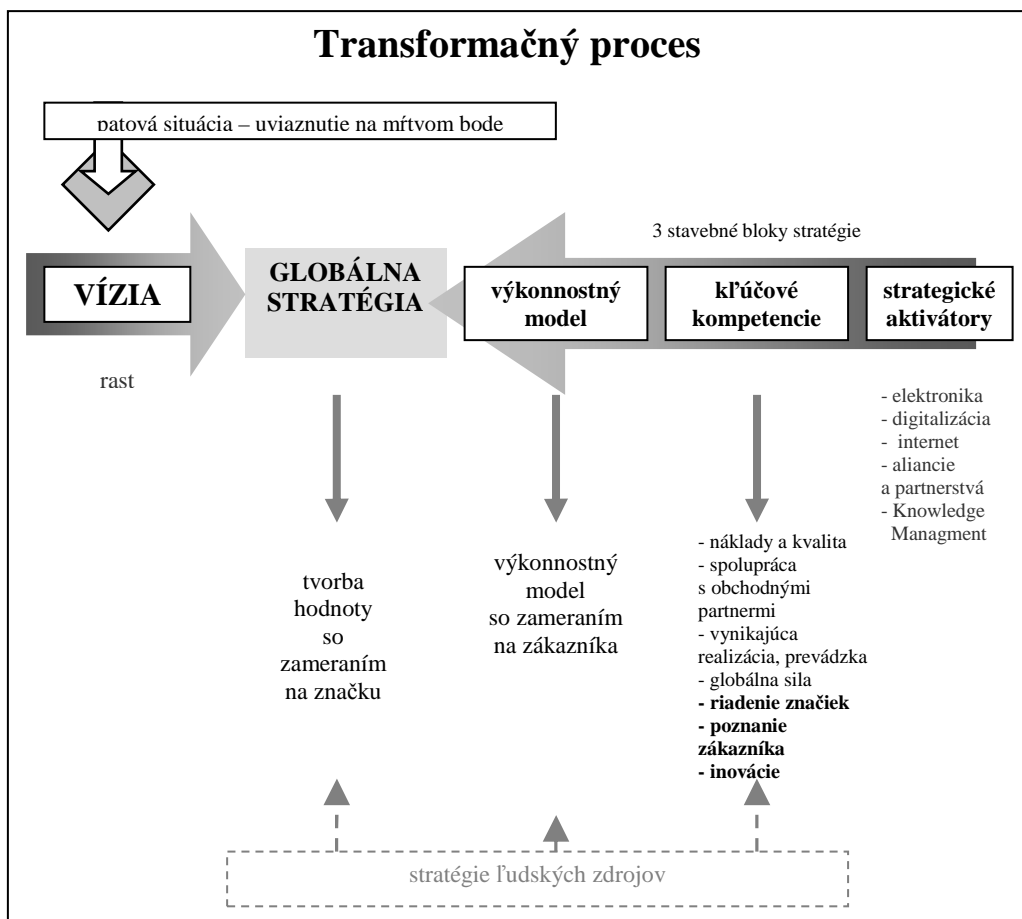 Transformačný proces
patová situácia – uviaznutie na mŕtvom bode
3 stavebné bloky stratégie
VÍZIA
GLOBÁLNA
STRATÉGIA
výkonnostný
model
kľúčové
kompetencie
strategické
aktivátory
rast
- elektronika
- digitalizácia
- internet
- aliancie
a partnerstvá
- Knowledge
Managment
tvorba
hodnoty
so
zameraním
na značku
výkonnostný
model
so zameraním
na zákazníka
- náklady a kvalita
- spolupráca
s obchodnými
partnermi
- vynikajúca
realizácia, prevádzka
- globálna sila
- riadenie značiek
- poznanie
zákazníka
- inovácie
stratégie ľudských zdrojov